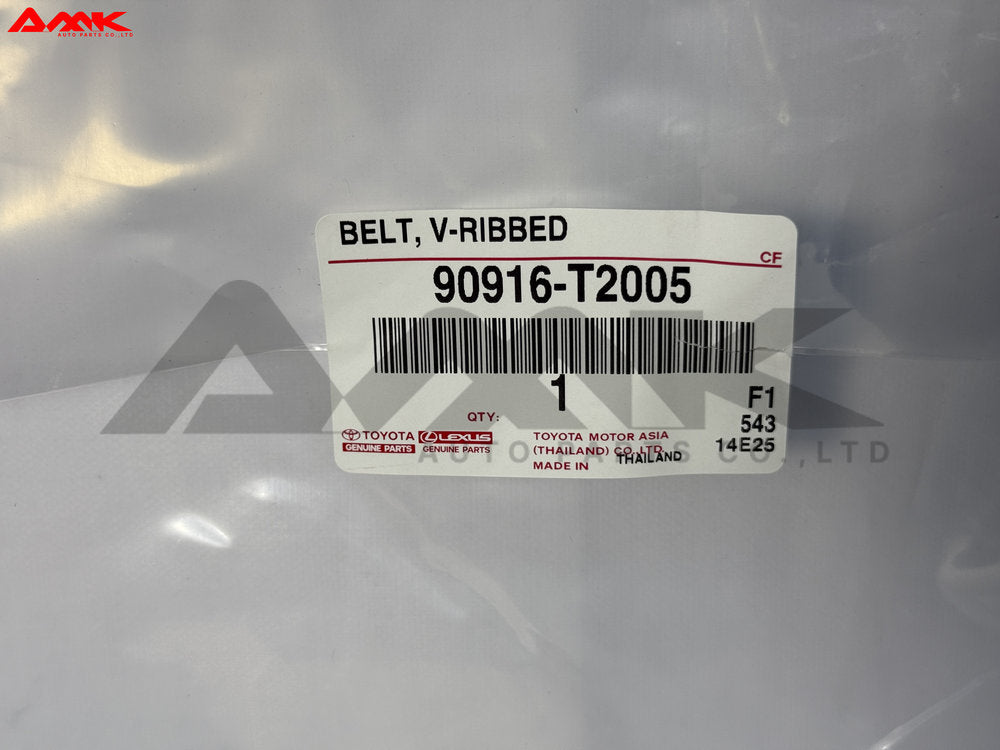 AMK
AUTO PARTS CO.,LTD
BELT, V-RIBBED
CF
90916-T2005
1
QTY:
F1
543
14E25
TOYOTA
GENUINE PARTS
LEXUS
GENUINE PARTS
TOYOTA MOTOR ASIA
(THAILAND) CO.,LTD.
MADE IN THAILAND
AMK
AUTO PARTS CO.,LTD